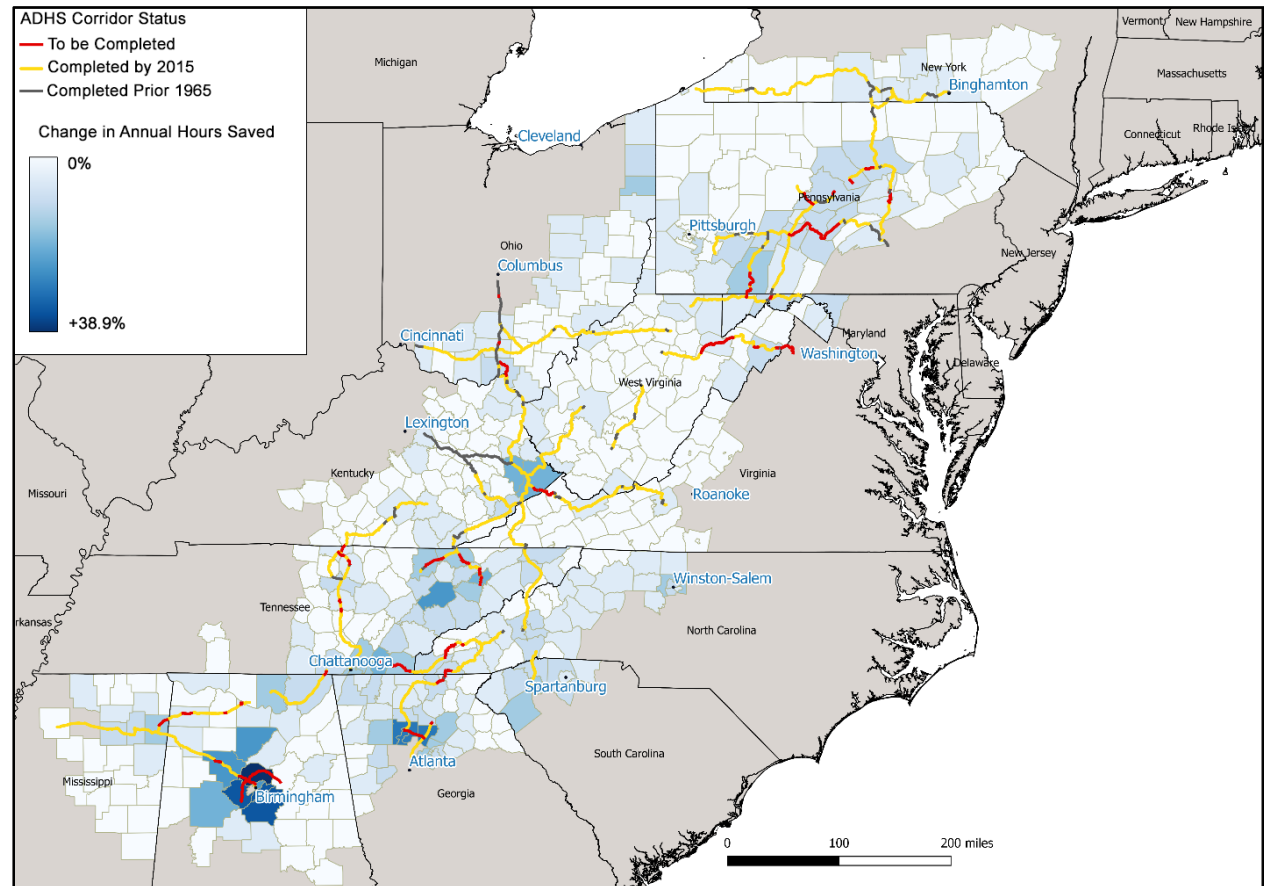 ADHS Corridor Status
To be Completed
Completed by 2015
Completed Prior 1965
Change in Annual Hours Saved
0%
+38.9%
Vermont
New Hampshire
Michigan
New York
Binghamton
Massachusetts
Connecticut
Rhode Island
Cleveland
Pennsylvania
Pittsburgh
New Jersey
Ohio
Columbus
Cincinnati
Maryland
Washington
Delaware
West Virginia
Lexington
Kentucky
Virginia
Roanoke
Missouri
Winston-Salem
Tennessee
North Carolina
arkansas
Chattanooga
Spartanburg
South Carolina
Atlanta
Mississippi
Birmingham
Georgia
0
100
200 miles